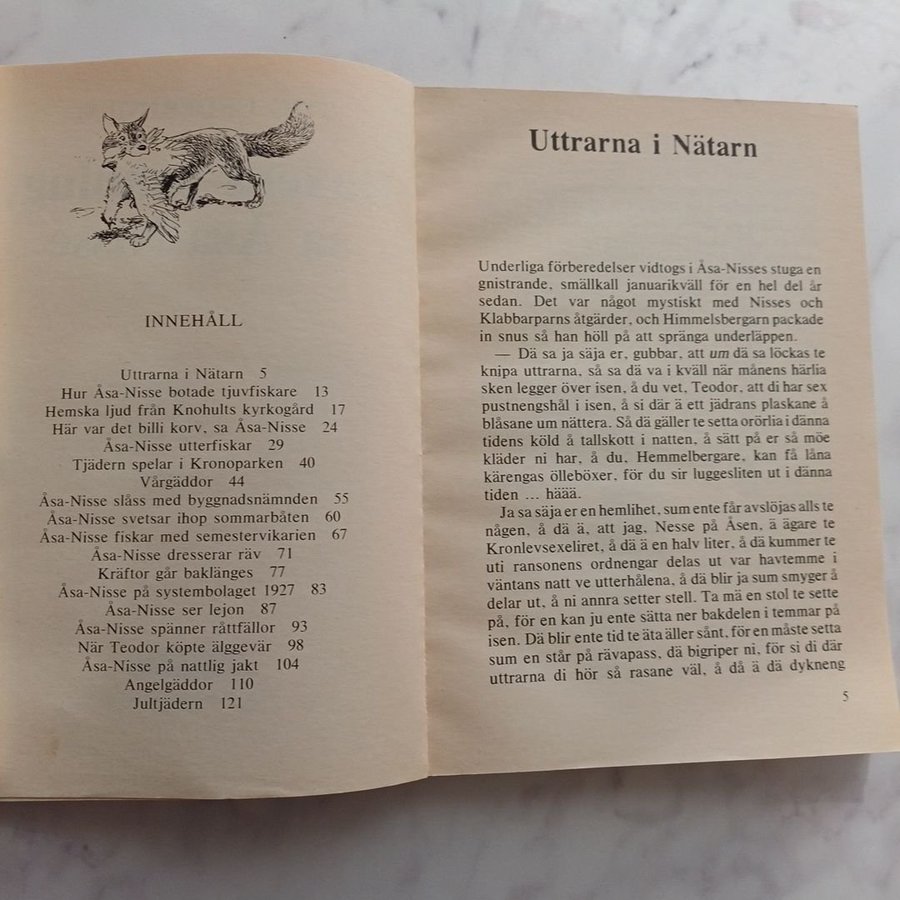 INNEHÅLL
Uttrarna i Nätarn 5
Hur Åsa-Nisse botade tjuvfiskare 13
Hemska ljud från Knohults kyrkogård 17
Här var det billi korv, sa Åsa-Nisse 24
Åsa-Nisse utterfiskar 29
Tjädern spelar i Kronoparken 40
Vårgäddor 44
Åsa-Nisse slåss med byggnadsnämnden 55
Åsa-Nisse svetsar ihop sommarbåten 60
Åsa-Nisse fiskar med semestervikarien 67
Åsa-Nisse dresserar räv 71
Kräftor går baklänges 77
Åsa-Nisse på systembolaget 1927 83
Åsa-Nisse ser lejon 87
Åsa-Nisse spänner råttfällor 93
När Teodor köpte älggevär 98
Åsa-Nisse på nattlig jakt 104
Angelgäddor 110
Jultjädern 121
Uttrarna i Nätarn
Underliga förberedelser vidtogs i Åsa-Nisses stuga en
gnistrande, smällkall januarikväll för en hel del år
sedan. Det var något mystiskt med Nisses och
Klabbarparns åtgärder, och Himmelsbergarn packade
in snus så han höll på att spränga underläppen.
— Dä sa ja säja er, gubbar, att um dä sa löckas te
knipa uttrarna, så sa dä va i kväll när månens härlia
sken legger över isen, å du vet, Teodor, att di har sex
pustnengshål i isen, å si där ä ett jädrans plaskane å
blåsane um nättera. Så dä gäller te setta orörlia i dänna
tidens köld å tallskott i natten, å sätt på er så möe
kläder ni har, å du, Hemmelbergare, kan få låna
kärengas ölleböxer, för du sir luggesliten ut i dänna
tiden ... häää.
Ja sa säja er en hemlihet, sum ente får avslöjas alls te
någen, å dä ä, att jag, Nesse på Åsen, ä ägare te
Kronlevsexeliret, å dä ä en halv liter, å dä kummer te
uti ransonens ordnengar delas ut var havtemme i
väntans natt ve utterhålena, å dä blir ja sum smyger å
delar ut, å ni annra setter stell. Ta mä en stol te sette
på, för en kan ju ente sätta ner bakdelen i temmar på
isen. Dä blir ente tid te äta äller sånt, för en måste setta
sum en står på rävapass, dä bigriper ni, för si di där
uttrarna di hör så rasane väl, å då ä dä dykneng
5